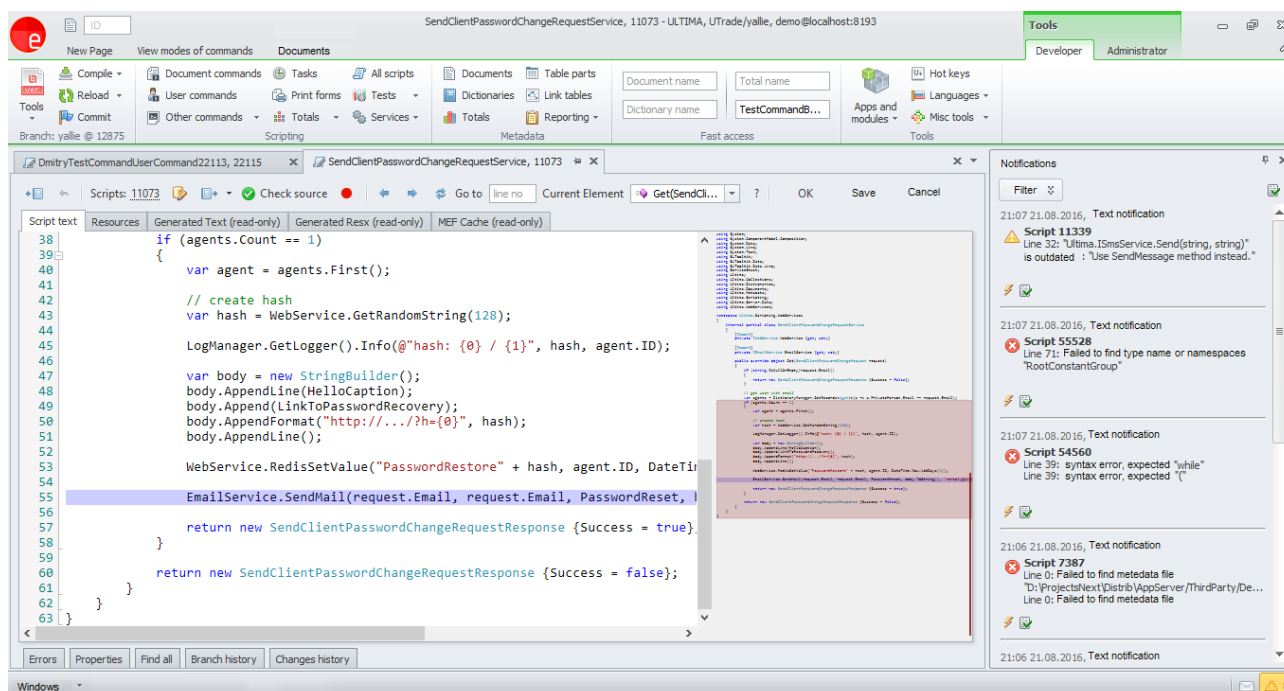 SendClientPasswordChangeRequestService, 11073 - ULTIMA, UTrade/yallie, demo@localhost:8193
Tools
e
ID
New Page View modes of commands Documents Developer Administrator
ver.
Tools
Compile
Reload
Commit
Branch: yallie @ 12875
Document commands Tasks All scripts
User commands Print forms Tests
Other commands Totals Services
Scripting
Documents Table parts
Dictionaries Link tables
Totals Reporting
Metadata
Document name Total name
Dictionary name TestCommandB...
Fast access
Apps and
modules
Hot keys
Languages
Misc tools
Tools
DmitryTestCommandUserCommand22113, 22115 SendClientPasswordChangeRequestService, 11073
Scripts: 11073 Check source Go to line no Current Element Get(SendCli... ? OK Save Cancel
Script text Resources Generated Text (read-only) Generated Resx (read-only) MEF Cache (read-only)
38 if (agents.Count == 1)
39 {
40 var agent = agents.First();
41
42 // create hash
43 var hash = WebService.GetRandomString(128);
44
45 LogManager.GetLogger().Info(@"hash: {0} / {1}", hash, agent.ID);
46
47 var body = new StringBuilder();
48 body.AppendLine(HelloCaption);
49 body.Append(LinkToPasswordRecovery);
50 body.AppendFormat("http://.../?h={0}", hash);
51 body.AppendLine();
52
53 WebService.RedisSetValue("PasswordRestore" + hash, agent.ID, DateTi
54
55 EmailService.SendMail(request.Email, request.Email, PasswordReset,
56
57 return new SendClientPasswordChangeRequestResponse {Success = true}
58 }
59
60 return new SendClientPasswordChangeRequestResponse {Success = false};
61 }
62 }
63 }
Errors Properties Find all Branch history Changes history
Windows
Notifications
Filter
21:07 21.08.2016, Text notification
Script 11339
Line 32: "Ultima.ISmsService.Send(string, string)"
is outdated : "Use SendMessage method instead."
21:07 21.08.2016, Text notification
Script 55528
Line 71: Failed to find type name or namespaces
"RootConstantGroup"
21:07 21.08.2016, Text notification
Script 54560
Line 39: syntax error, expected "while"
Line 39: syntax error, expected "("
21:06 21.08.2016, Text notification
Script 7387
Line 0: Failed to find metedata file
"D:\ProjectsNext\Distrib\AppServer/ThirdParty/De...
Line 0: Failed to find metedata file
21:06 21.08.2016, Text notification